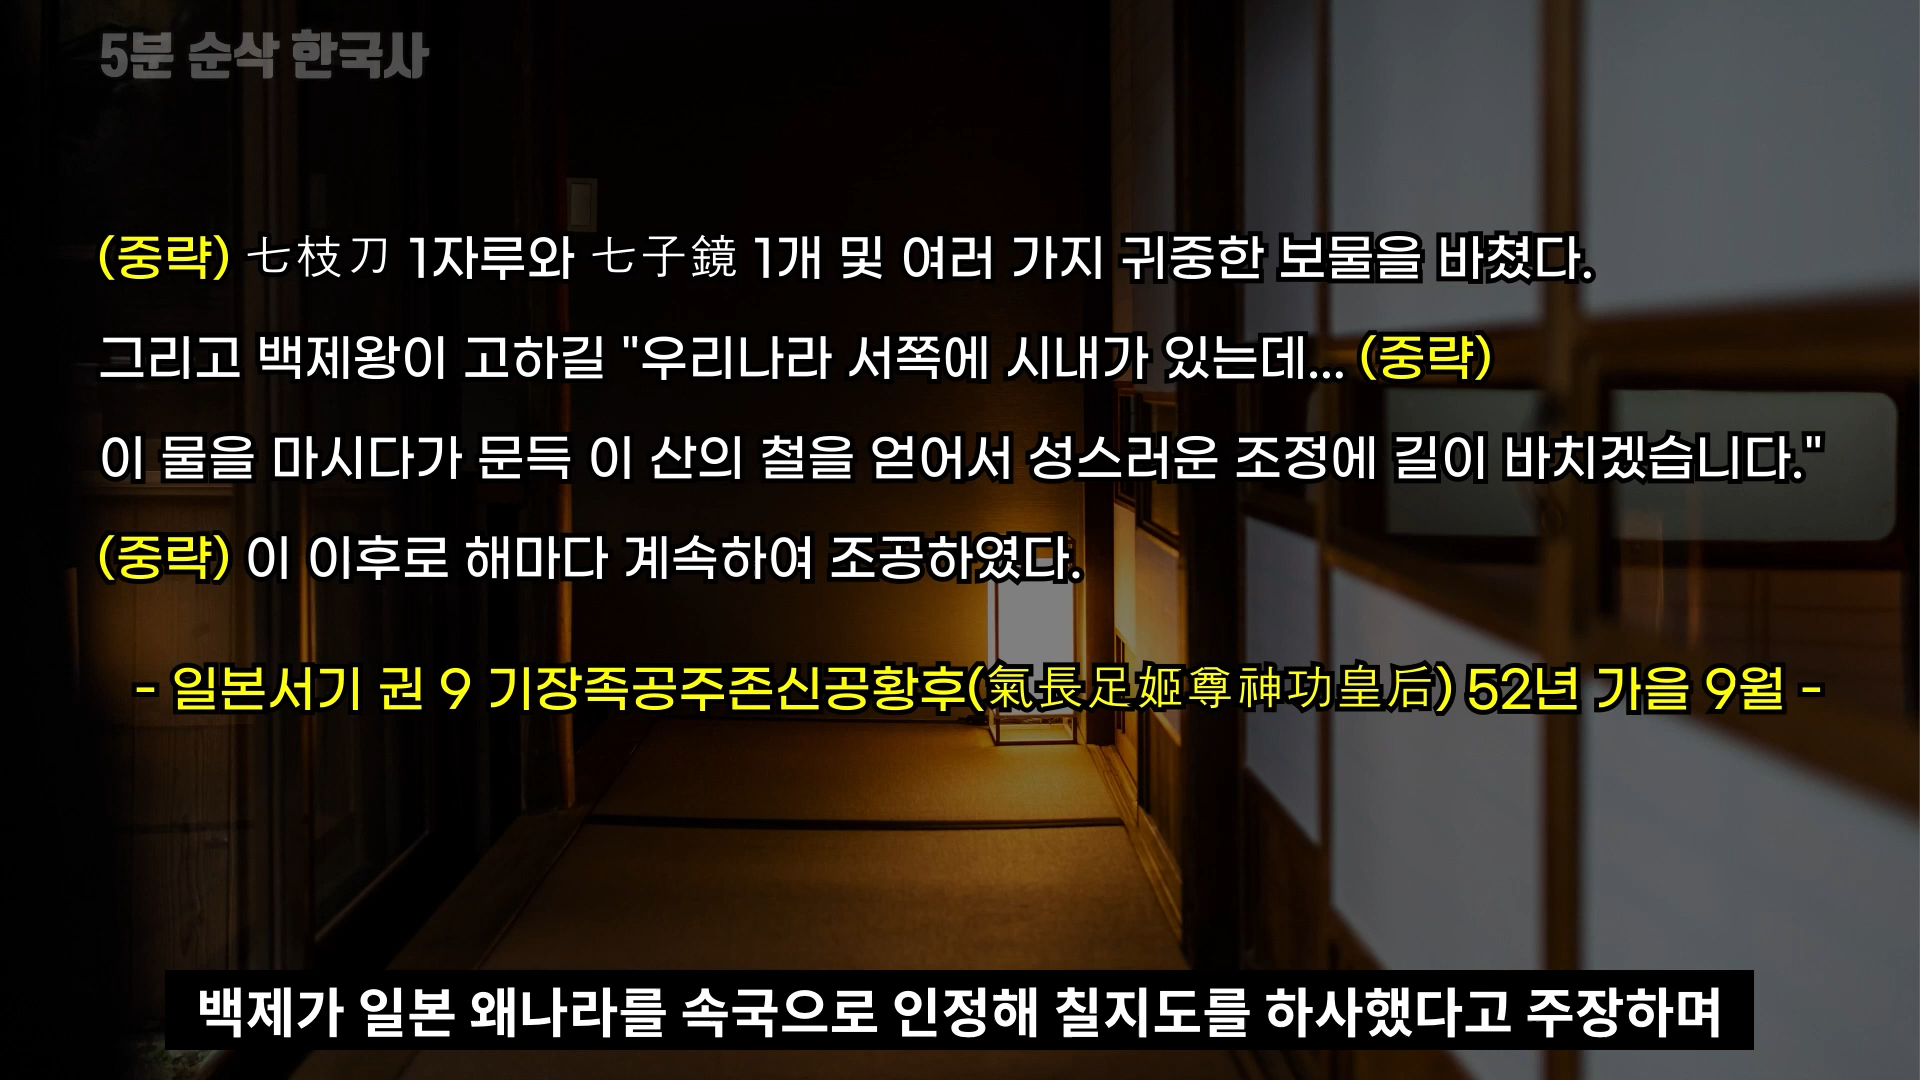 5분 순삭 한국사
(중략) 七枝刀 1자루와 七子鏡 1개 및 여러 가지 귀중한 보물을 바쳤다.
그리고 백제왕이 고하길 "우리나라 서쪽에 시내가 있는데... (중략)
이 물을 마시다가 문득 이 산의 철을 얻어서 성스러운 조정에 길이 바치겠습니다."
(중략) 이 이후로 해마다 계속하여 조공하였다.
- 일본서기 권 9 기장족공주존신공황후(氣長足姬尊神功皇后) 52년 가을 9월 -
백제가 일본 왜나라를 속국으로 인정해 칠지도를 하사했다고 주장하며